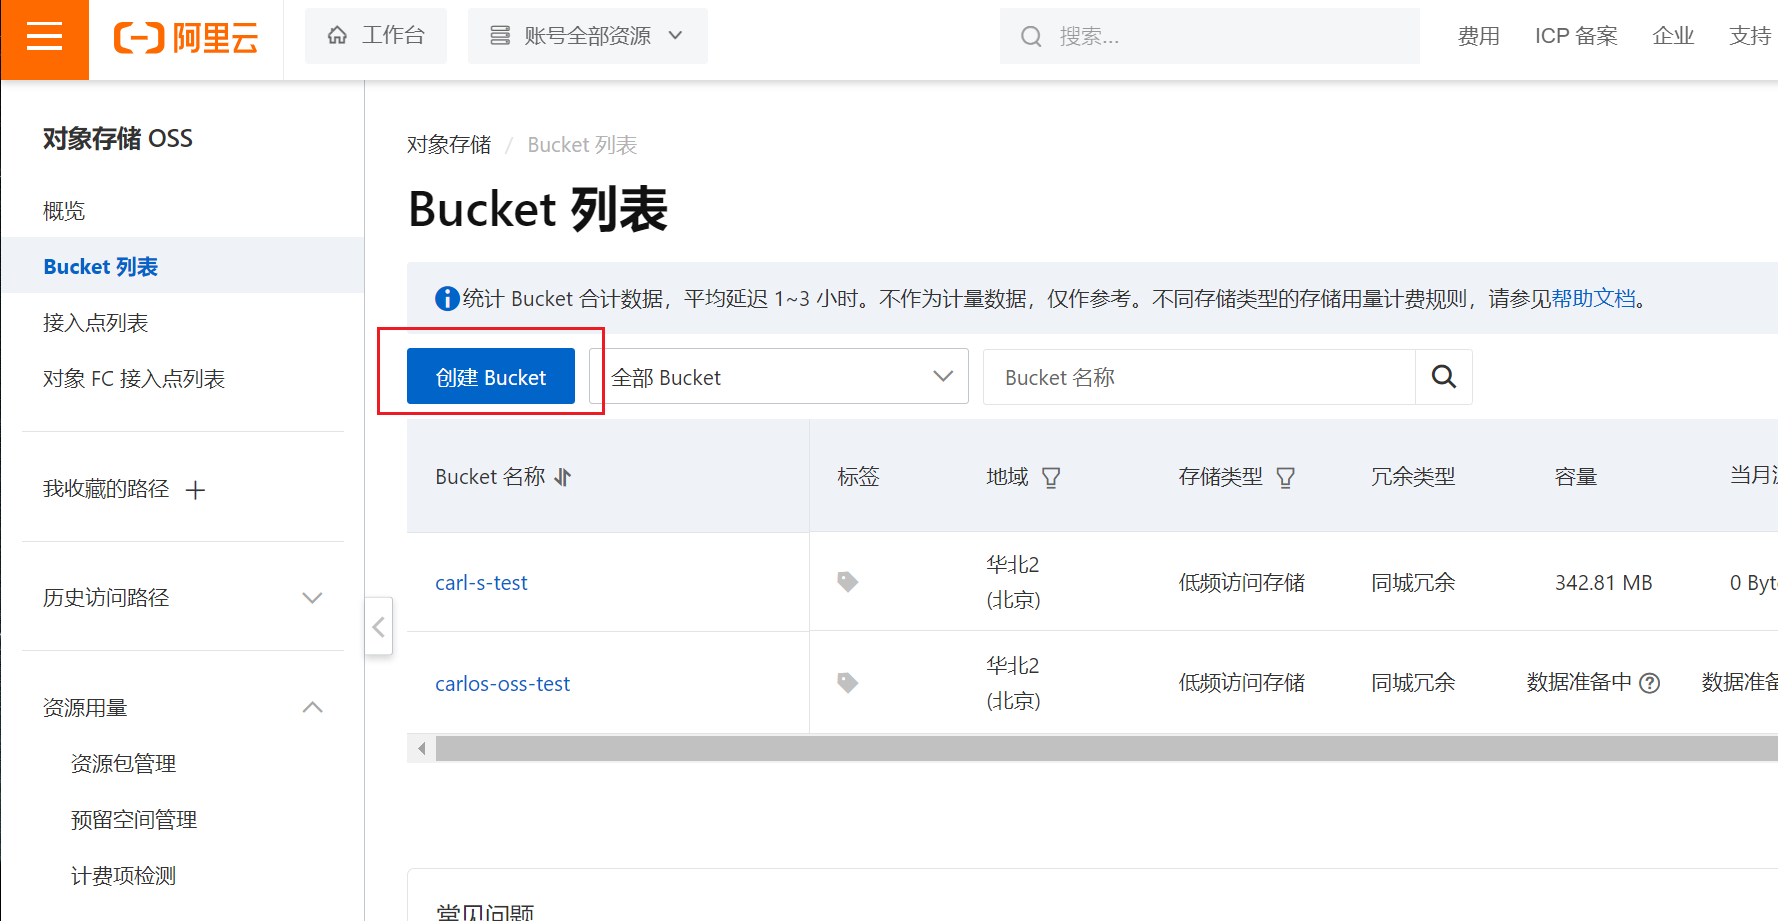 阿里云
工作台
账号全部资源
搜索...
费用
ICP 备案
企业
支持
对象存储 OSS
概览
Bucket 列表
接入点列表
对象 FC 接入点列表
我收藏的路径
历史访问路径
资源用量
资源包管理
预留空间管理
计费项检测
对象存储 / Bucket 列表
Bucket 列表
统计 Bucket 合计数据，平均延迟 1~3 小时。不作为计量数据，仅作参考。不同存储类型的存储用量计费规则，请参见帮助文档。
创建 Bucket
全部 Bucket
Bucket 名称
Bucket 名称 标签 地域 存储类型 冗余类型 容量 当月
carl-s-test 华北2 (北京) 低频访问存储 同城冗余 342.81 MB 0 Byt
carlos-oss-test 华北2 (北京) 低频访问存储 同城冗余 数据准备中 数据准备
常见问题